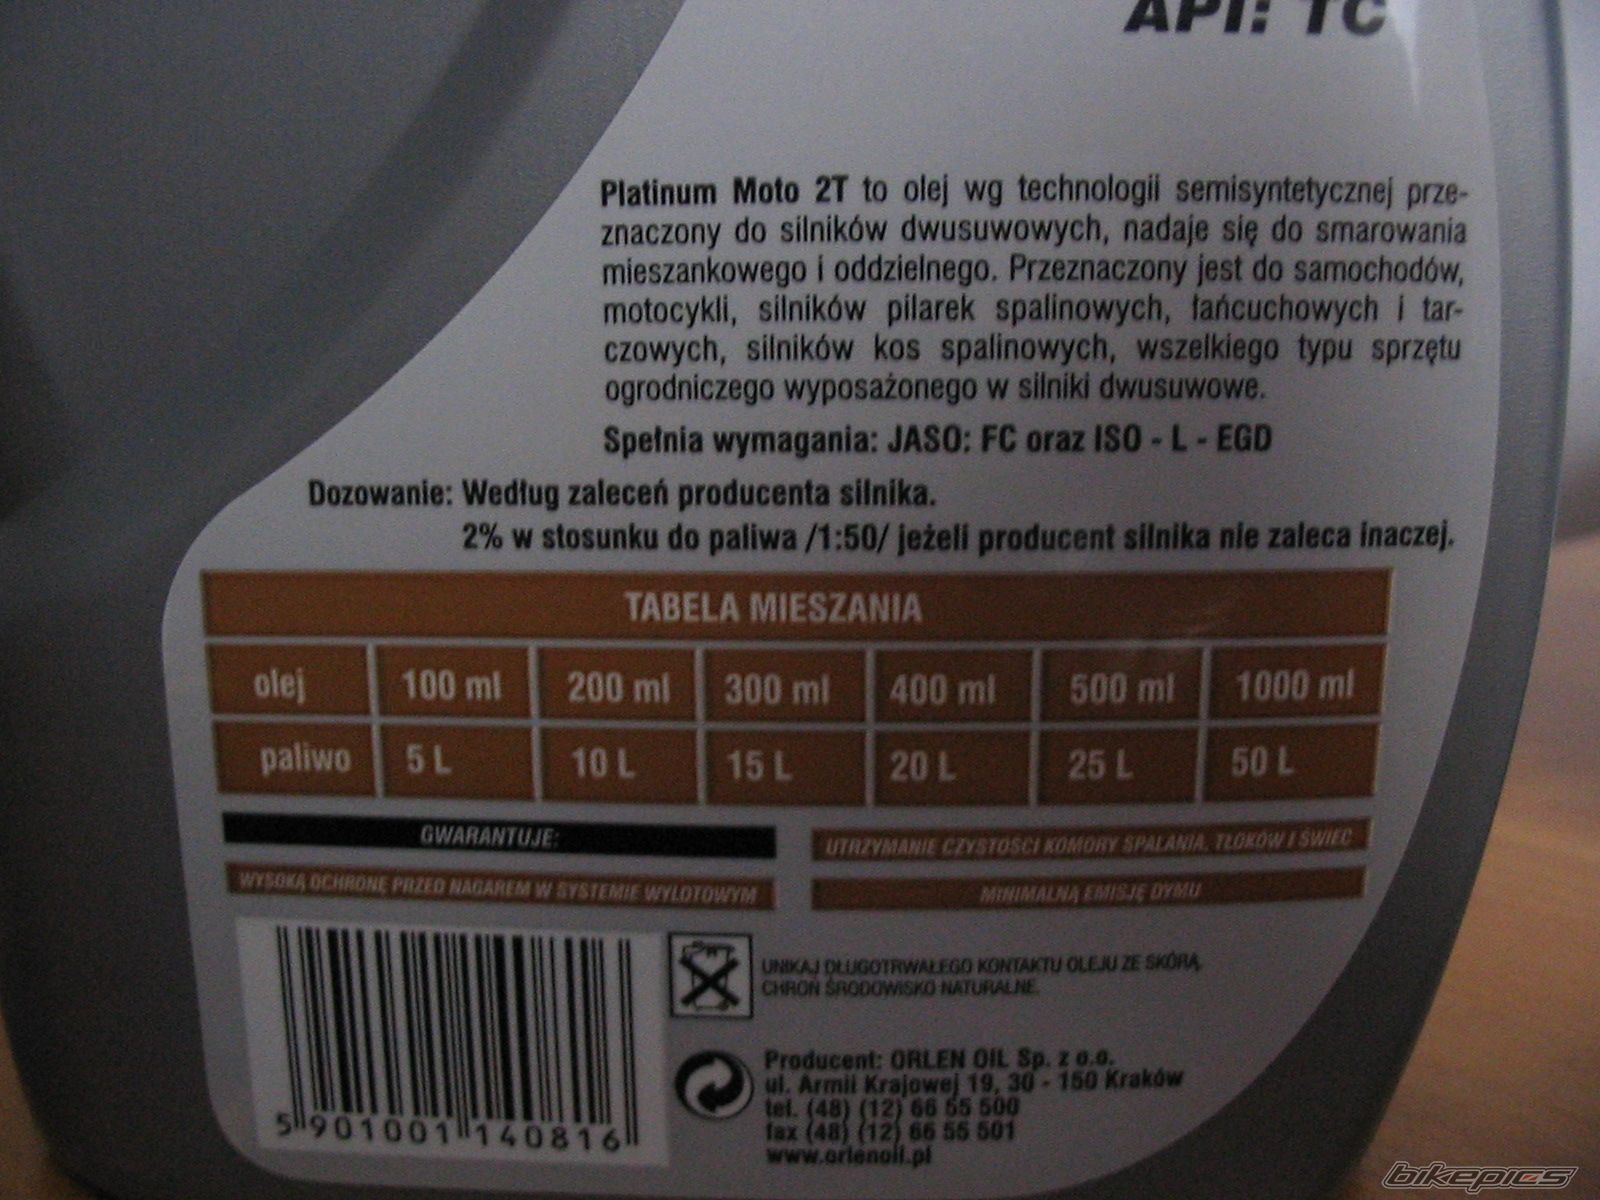 API: TC
Platinum Moto 2T to olej wg technologii semisyntetycznej prze-
znaczony do silników dwusuwowych, nadaje się do smarowania
mieszankowego i oddzielnego. Przeznaczony jest do samochodów,
motocykli, silników pilarek spalinowych, łańcuchowych i tar-
czowych, silników kos spalinowych, wszelkiego typu sprzętu
ogrodniczego wyposażonego w silniki dwusuwowe.
Spełnia wymagania: JASO: FC oraz ISO - L - EGD
Dozowanie: Według zaleceń producenta silnika.
2% w stosunku do paliwa /1:50/ jeżeli producent silnika nie zaleca inaczej.
TABELA MIESZANIA
olej 100 ml 200 ml 300 ml 400 ml 500 ml 1000 ml
paliwo 5 L 10 L 15 L 20 L 25 L 50 L
GWARANTUJE:
UTRZYMANIE CZYSTOŚCI KOMORY SPALANIA, TŁOKÓW I ŚWIEC
WYSOKĄ OCHRONĘ PRZED NAGAREM W SYSTEMIE WYLOTOWYM
MINIMALNĄ EMISJĘ DYMU
UNIKAJ DŁUGOTRWAŁEGO KONTAKTU OLEJU ZE SKÓRĄ,
CHROŃ ŚRODOWISKO NATURALNE.
Producent: ORLEN OIL Sp. z o.o.
ul. Armii Krajowej 19, 30 - 150 Kraków
tel. (48) (12) 66 55 500
fax (48) (12) 66 55 501
www.orlenoil.pl
5 901001 140816
bikepics